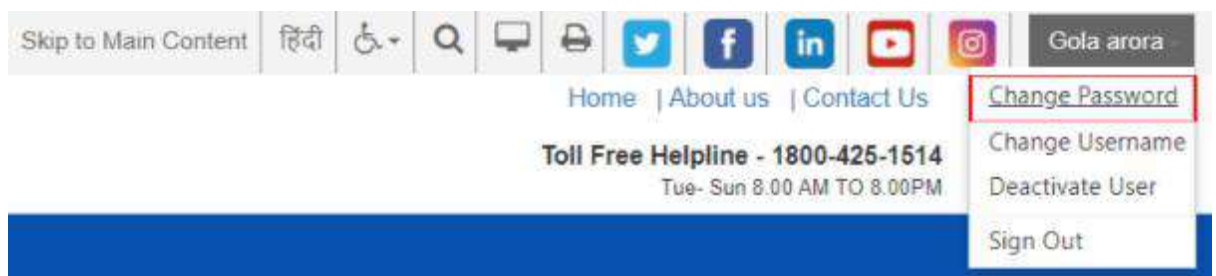 Skip to Main Content हिंदी Gola arora
Home | About us | Contact Us
Change Password
Toll Free Helpline - 1800-425-1514
Change Username
Tue- Sun 8.00 AM TO 8.00PM
Deactivate User
Sign Out